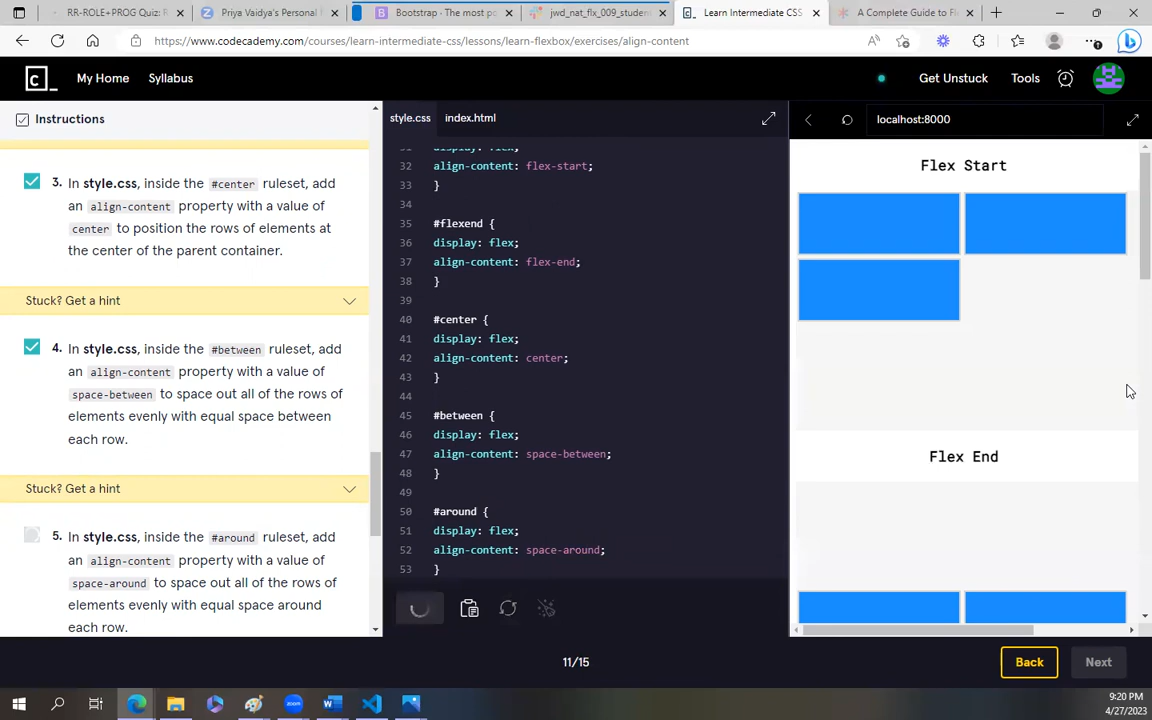 RR-ROLE+PROG Quiz: R
Priya Vaidya's Personal
Bootstrap - The most po
jwd_nat_flx_009_studen
Learn Intermediate CSS
A Complete Guide to Fl
https://www.codecademy.com/courses/learn-intermediate-css/lessons/learn-flexbox/exercises/align-content
c_
My Home
Syllabus
Get Unstuck
Tools
Instructions
style.css
index.html
localhost:8000
3. In style.css, inside the #center ruleset, add
an align-content property with a value of
center to position the rows of elements at
the center of the parent container.
Stuck? Get a hint
4. In style.css, inside the #between ruleset, add
an align-content property with a value of
space-between to space out all of the rows of
elements evenly with equal space between
each row.
Stuck? Get a hint
5. In style.css, inside the #around ruleset, add
an align-content property with a value of
space-around to space out all of the rows of
elements evenly with equal space around
each row.
31 display: flex;
32 align-content: flex-start;
33 }
34
35 #flexend {
36 display: flex;
37 align-content: flex-end;
38 }
39
40 #center {
41 display: flex;
42 align-content: center;
43 }
44
45 #between {
46 display: flex;
47 align-content: space-between;
48 }
49
50 #around {
51 display: flex;
52 align-content: space-around;
53 }
Flex Start
Flex End
11/15
Back
Next
9:20 PM
4/27/2023